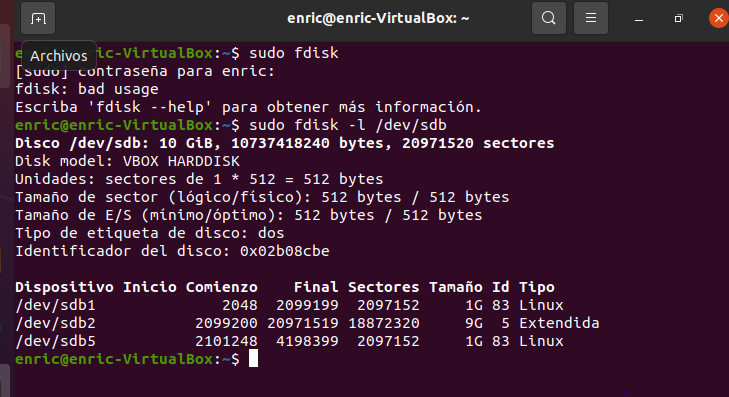 enric@enric-VirtualBox: ~
Archivos
enric-VirtualBox:~$ sudo fdisk
[sudo] contraseña para enric:
fdisk: bad usage
Escriba 'fdisk --help' para obtener más información.
enric@enric-VirtualBox:~$ sudo fdisk -l /dev/sdb
Disco /dev/sdb: 10 GiB, 10737418240 bytes, 20971520 sectores
Disk model: VBOX HARDDISK
Unidades: sectores de 1 * 512 = 512 bytes
Tamaño de sector (lógico/físico): 512 bytes / 512 bytes
Tamaño de E/S (mínimo/óptimo): 512 bytes / 512 bytes
Tipo de etiqueta de disco: dos
Identificador del disco: 0x02b08cbe
Dispositivo Inicio Comienzo Final Sectores Tamaño Id Tipo
/dev/sdb1 2048 2099199 2097152 1G 83 Linux
/dev/sdb2 2099200 20971519 18872320 9G 5 Extendida
/dev/sdb5 2101248 4198399 2097152 1G 83 Linux
enric@enric-VirtualBox:~$